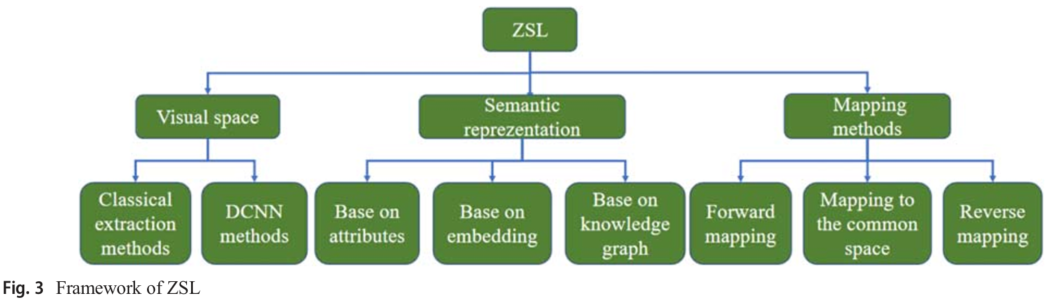 ZSL
Visual space
Semantic
reprezentation
Mapping
methods
Classical
extraction
methods
DCNN
methods
Base on
attributes
Base on
embedding
Base on
knowledge
graph
Forward
mapping
Mapping to
the common
space
Reverse
mapping
Fig. 3 Framework of ZSL